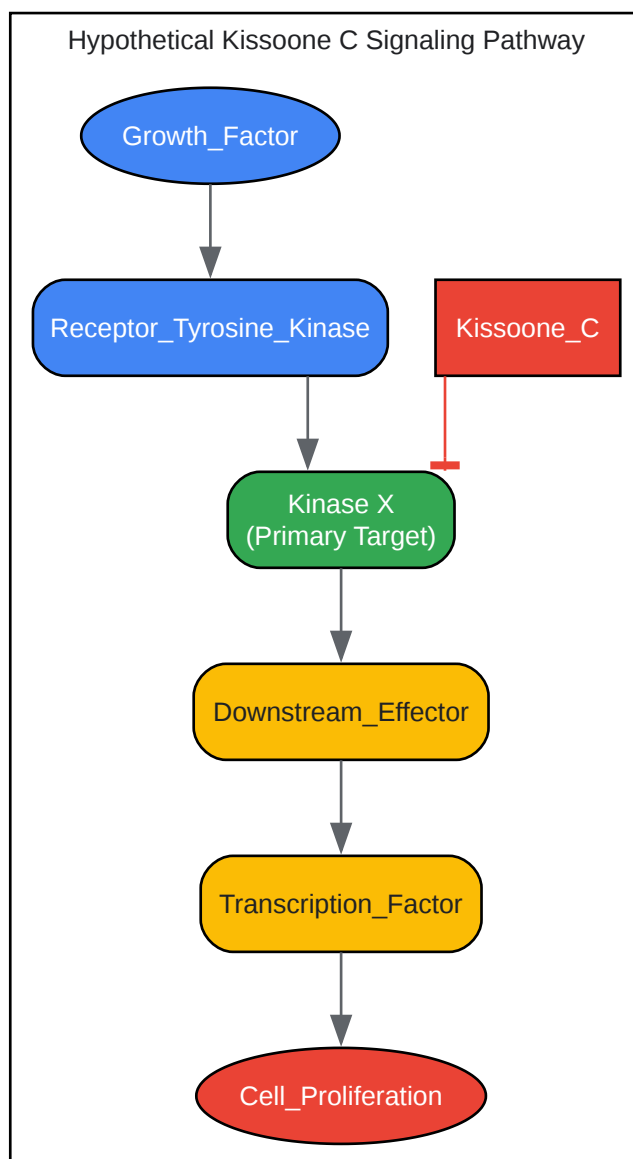 Hypothetical Kissoone C Signaling Pathway
Growth_Factor
Receptor_Tyrosine_Kinase
Kissoone_C
Kinase X
(Primary Target)
Downstream_Effector
Transcription_Factor
Cell_Proliferation